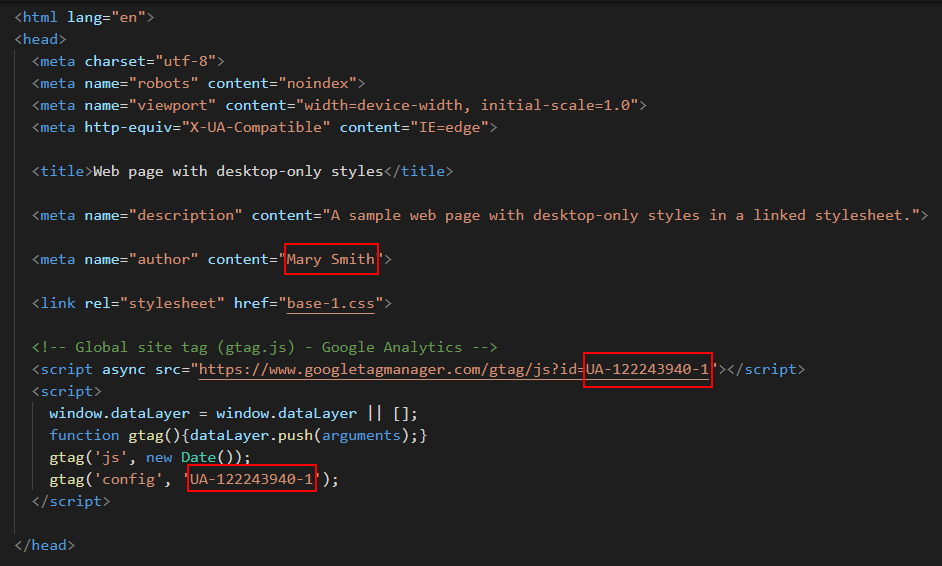 <html lang="en">
<head>
<meta charset="utf-8">
<meta name="robots" content="noindex">
<meta name="viewport" content="width=device-width, initial-scale=1.0">
<meta http-equiv="X-UA-Compatible" content="IE=edge">
<title>Web page with desktop-only styles</title>
<meta name="description" content="A sample web page with desktop-only styles in a linked stylesheet.">
<meta name="author" content="Mary Smith">
<link rel="stylesheet" href="base-1.css">
<!-- Global site tag (gtag.js) - Google Analytics -->
<script async src="https://www.googletagmanager.com/gtag/js?id=UA-122243940-1"></script>
<script>
window.dataLayer = window.dataLayer || [];
function gtag(){dataLayer.push(arguments);}
gtag('js', new Date());
gtag('config', 'UA-122243940-1');
</script>
</head>